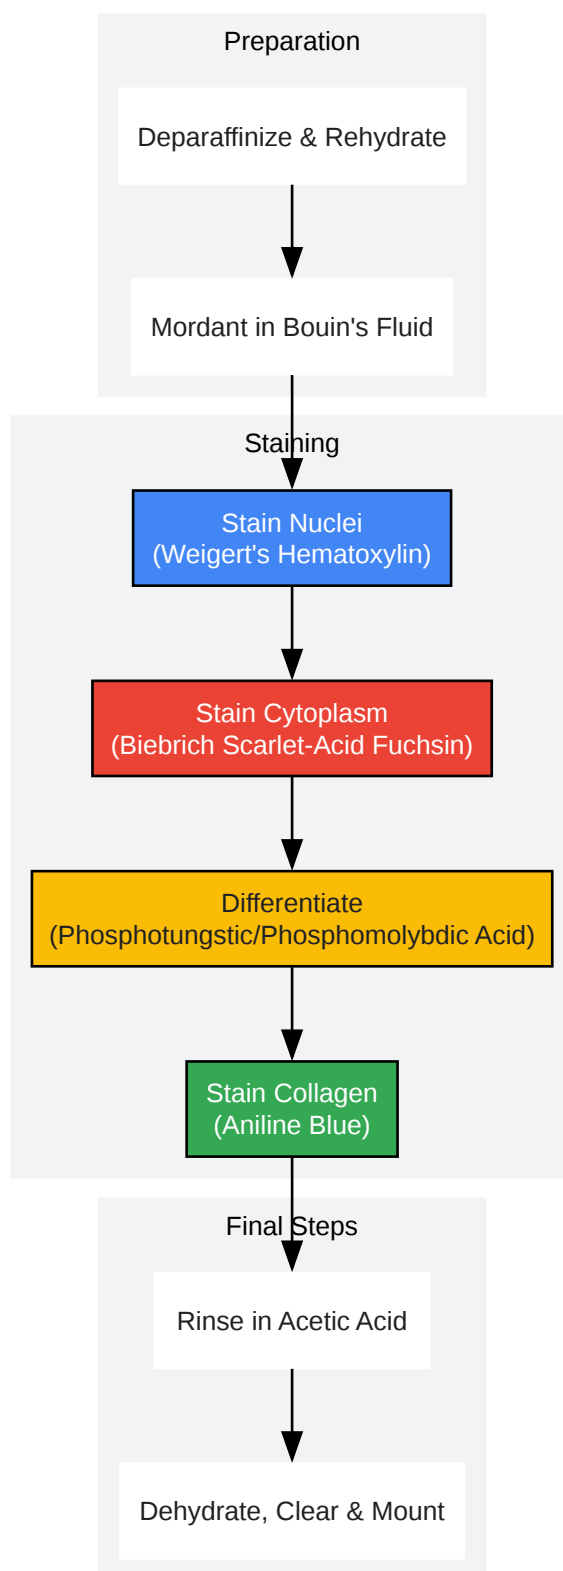 Preparation
Deparaffinize & Rehydrate
Mordant in Bouin's Fluid
Staining
Stain Nuclei
(Weigert's Hematoxylin)
Stain Cytoplasm
(Biebrich Scarlet-Acid Fuchsin)
Differentiate
(Phosphotungstic/Phosphomolybdic Acid)
Stain Collagen
(Aniline Blue)
Final Steps
Rinse in Acetic Acid
Dehydrate, Clear & Mount